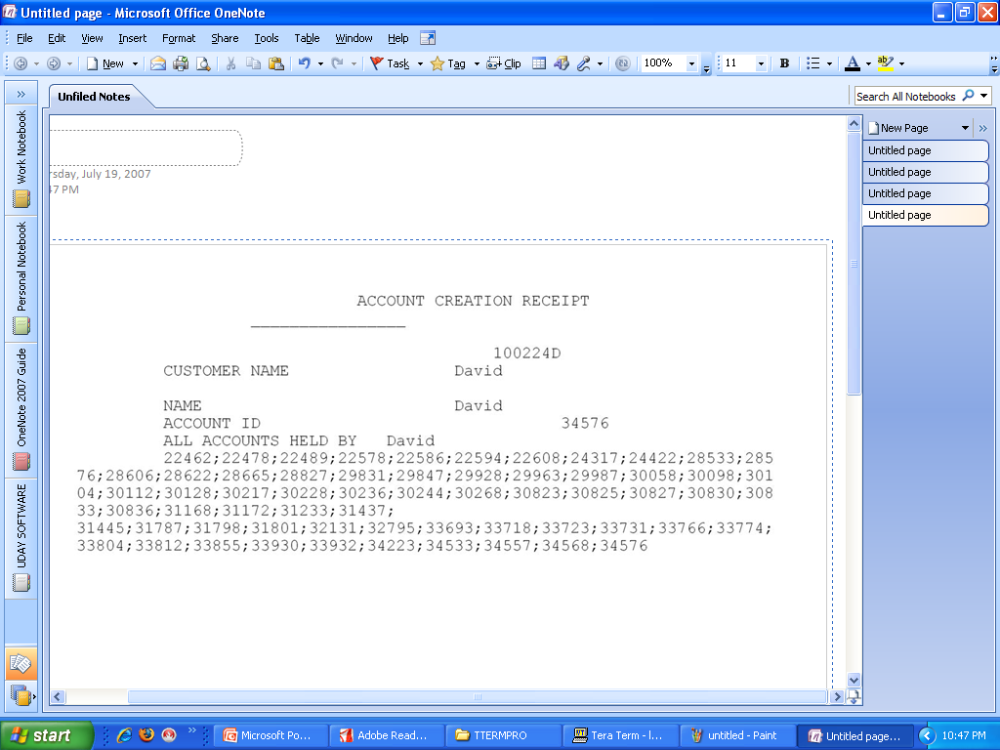 Untitled page - Microsoft Office OneNote
File Edit View Insert Format Share Tools Table Window Help
New Task Tag Clip 100% 11 B A ab
Unfiled Notes
Search All Notebooks
Work Notebook
Personal Notebook
OneNote 2007 Guide
UDAY SOFTWARE
New Page
Untitled page
Untitled page
Untitled page
Untitled page
rsday, July 19, 2007
47 PM
ACCOUNT CREATION RECEIPT
________________
100224D
CUSTOMER NAME David
NAME David
ACCOUNT ID 34576
ALL ACCOUNTS HELD BY David
22462;22478;22489;22578;22586;22594;22608;24317;24422;28533;285
76;28606;28622;28665;28827;29831;29847;29928;29963;29987;30058;30098;301
04;30112;30128;30217;30228;30236;30244;30268;30823;30825;30827;30830;308
33;30836;31168;31172;31233;31437;
31445;31787;31798;31801;32131;32795;33693;33718;33723;33731;33766;33774;
33804;33812;33855;33930;33932;34223;34533;34557;34568;34576
start Microsoft Po... Adobe Read... TTERMPRO Tera Term - [... untitled - Paint Untitled page... 10:47 PM